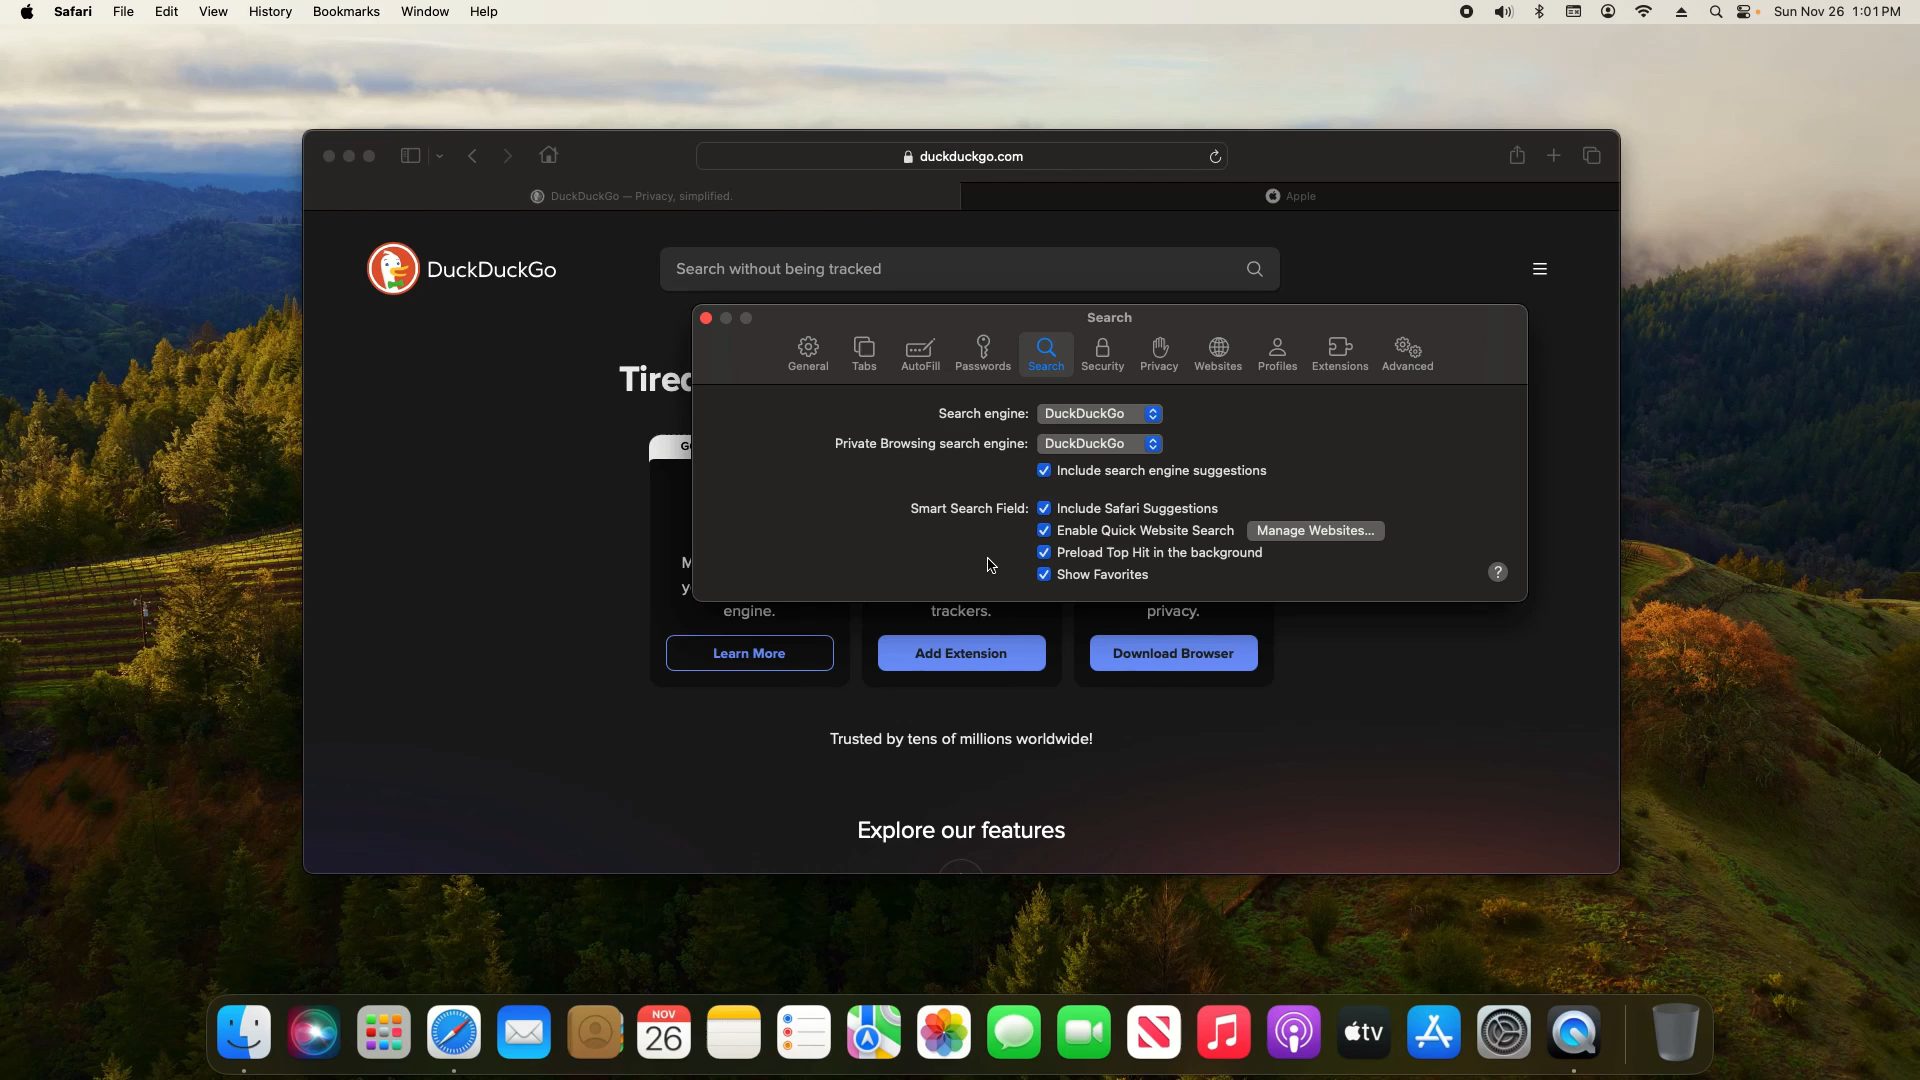 Safari File Edit View History Bookmarks Window Help Sun Nov 26 1:01 PM
duckduckgo.com
DuckDuckGo — Privacy, simplified. Apple
DuckDuckGo Search without being tracked
Search
General Tabs AutoFill Passwords Search Security Privacy Websites Profiles Extensions Advanced
Tired
Search engine: DuckDuckGo
Private Browsing search engine: DuckDuckGo
Include search engine suggestions
Smart Search Field: Include Safari Suggestions
Enable Quick Website Search Manage Websites...
Preload Top Hit in the background
Show Favorites ?
engine. trackers. privacy.
Learn More Add Extension Download Browser
Trusted by tens of millions worldwide!
Explore our features
NOV
26
tv